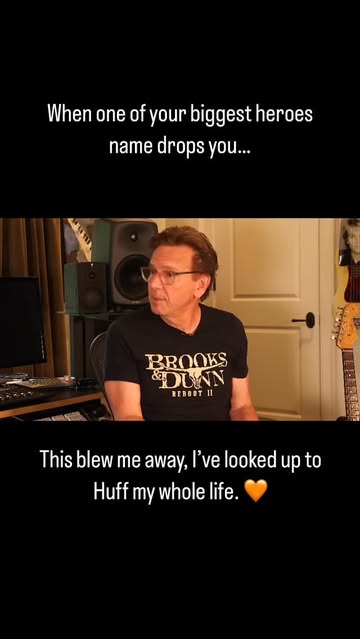 When one of your biggest heroes
name drops you...
BROOKS
& DUNN
REBOOT II
This blew me away, I've looked up to
Huff my whole life. 🧡